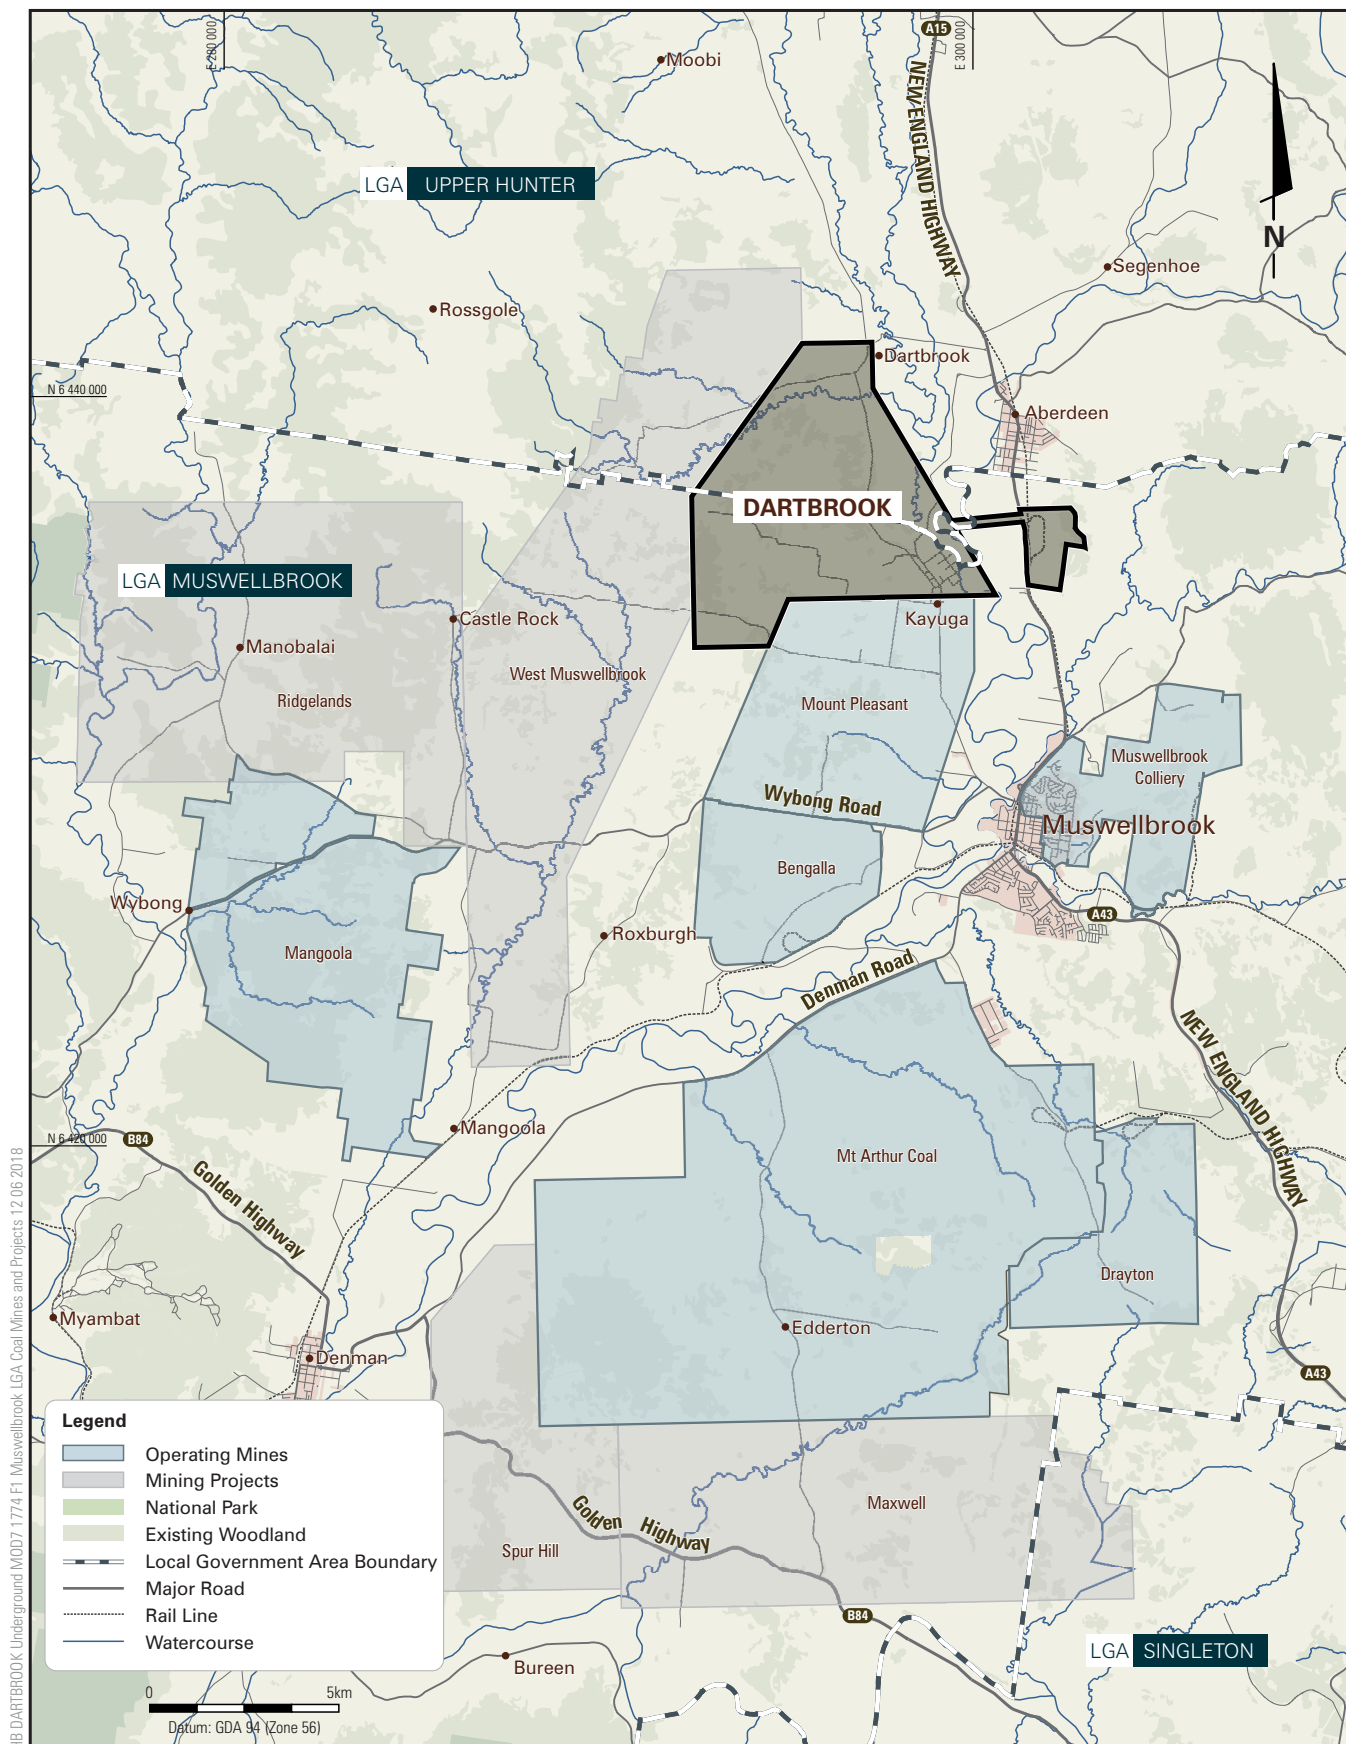 E 280 000
A15
E 300 000
Moobi
NEW ENGLAND HIGHWAY
LGA UPPER HUNTER
N
Segenhoe
Rossgole
Dartbrook
N 6 440 000
Aberdeen
DARTBROOK
LGA MUSWELLBROOK
Castle Rock
Kayuga
Manobalai
West Muswellbrook
Ridgelands
Mount Pleasant
Muswellbrook
Colliery
Wybong Road
Muswellbrook
Bengalla
Wybong
A43
Roxburgh
Mangoola
Denman Road
NEW ENGLAND HIGHWAY
Mangoola
N 6 420 000
B84
Mt Arthur Coal
Golden Highway
Drayton
Myambat
Edderton
Denman
A43
Legend
Operating Mines
Mining Projects
National Park
Existing Woodland
Local Government Area Boundary
Major Road
Rail Line
Watercourse
Golden Highway
Maxwell
Spur Hill
B84
LGA SINGLETON
Bureen
0 5km
Datum: GDA 94 (Zone 56)
HB DARTBROOK Underground MOD7 1774 F1 Muswellbrook LGA Coal Mines and Projects 12 06 2018